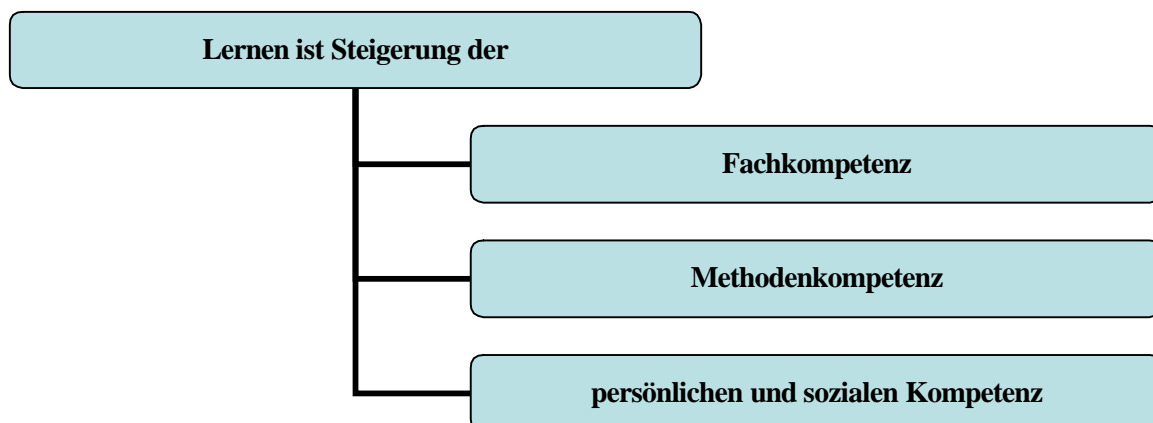 Lernen ist Steigerung der
Fachkompetenz
Methodenkompetenz
persönlichen und sozialen Kompetenz